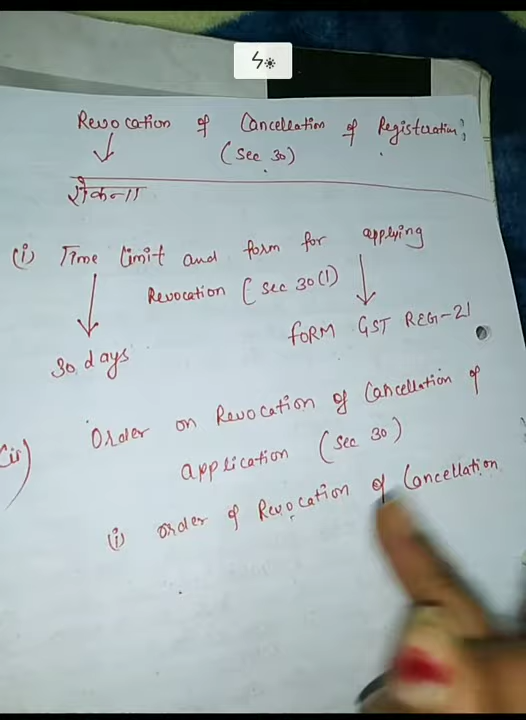 Revocation of Cancellation of Registration:
(Sec 30)
रोकना
(i) Time limit and form for applying
Revocation [Sec 30(1)
30 days
FORM GST REG-21
(ii) Order on Revocation of Cancellation of
application (Sec 30)
(i) order of Revocation of Cancellation